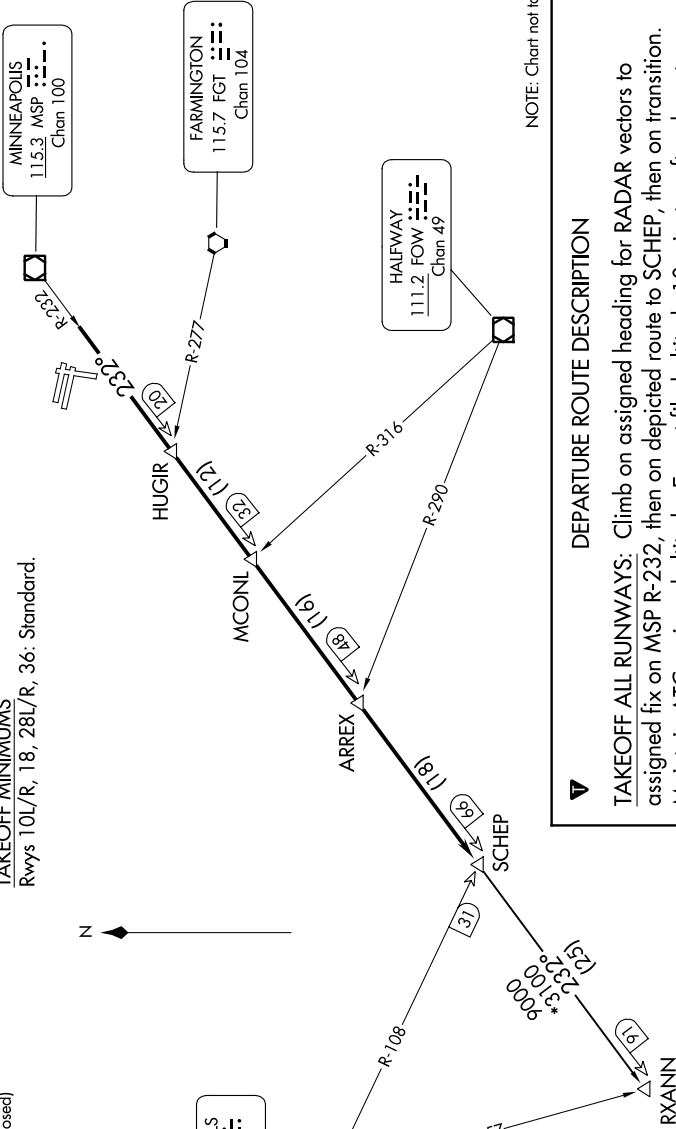 MINNEAPOLIS
115.3 MSP
Chan 100
FARMINGTON
115.7 FGT
Chan 104
HALFWAY
111.2 FOW
Chan 49
R-232
232°
20
R-277
HUGIR
(12)
32
R-316
MCONL
(16)
48
R-290
ARREX
(18)
66
SCHEP
31
R-108
9000
*3100
232°
(25)
91
RXANN
N
TAKEOFF MINIMUMS
Rwys 10L/R, 18, 28L/R, 36: Standard.
NOTE: Chart not to
DEPARTURE ROUTE DESCRIPTION
T
TAKEOFF ALL RUNWAYS: Climb on assigned heading for RADAR vectors to
assigned fix on MSP R-232, then on depicted route to SCHEP, then on transition.